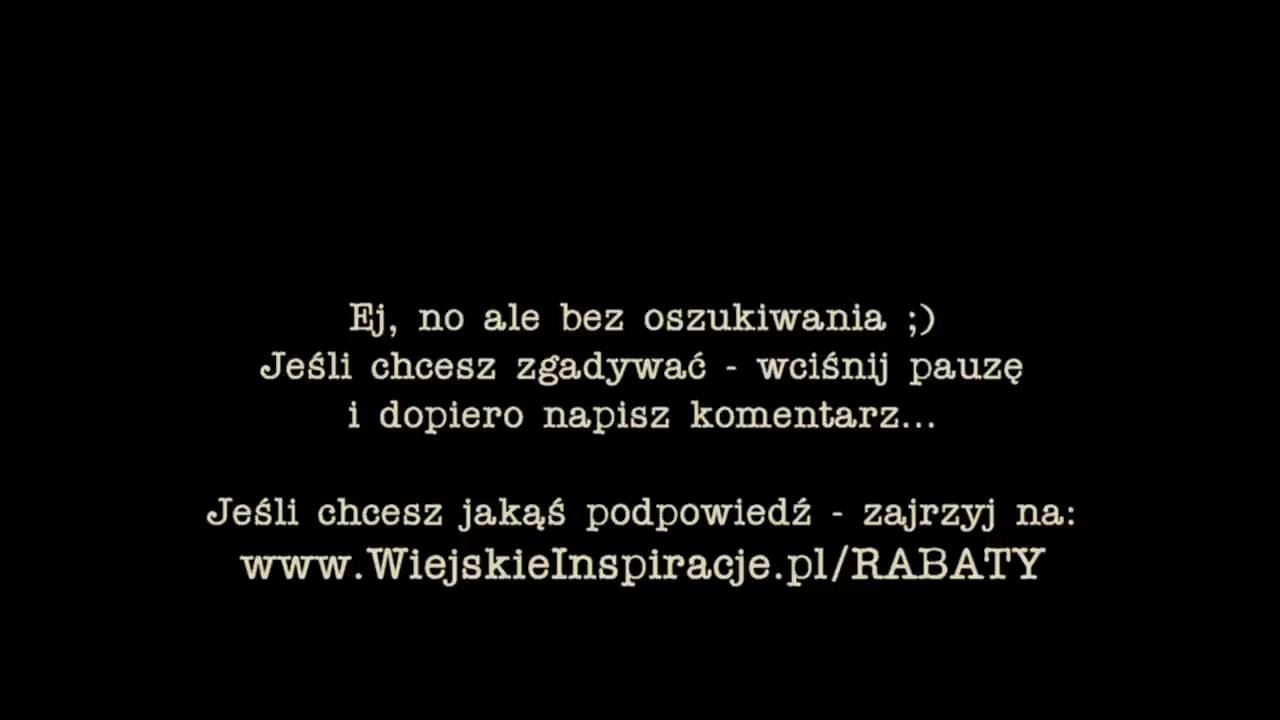 Ej, no ale bez oszukiwania ;)
Jeśli chcesz zgadywać - wciśnij pauzę
i dopiero napisz komentarz...
Jeśli chcesz jakąś podpowiedź - zajrzyj na:
www.WiejskieInspiracje.pl/RABATY